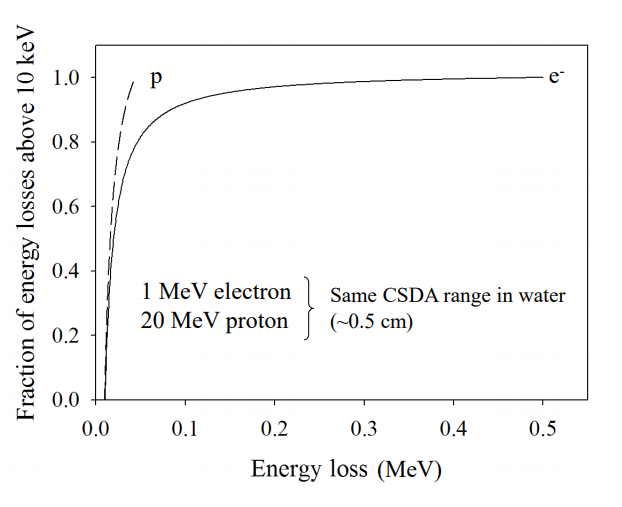 Fraction of energy losses above 10 keV
1.0
0.8
0.6
0.4
0.2
0.0
p
e-
1 MeV electron
20 MeV proton
Same CSDA range in water
(~0.5 cm)
0.0 0.1 0.2 0.3 0.4 0.5
Energy loss (MeV)